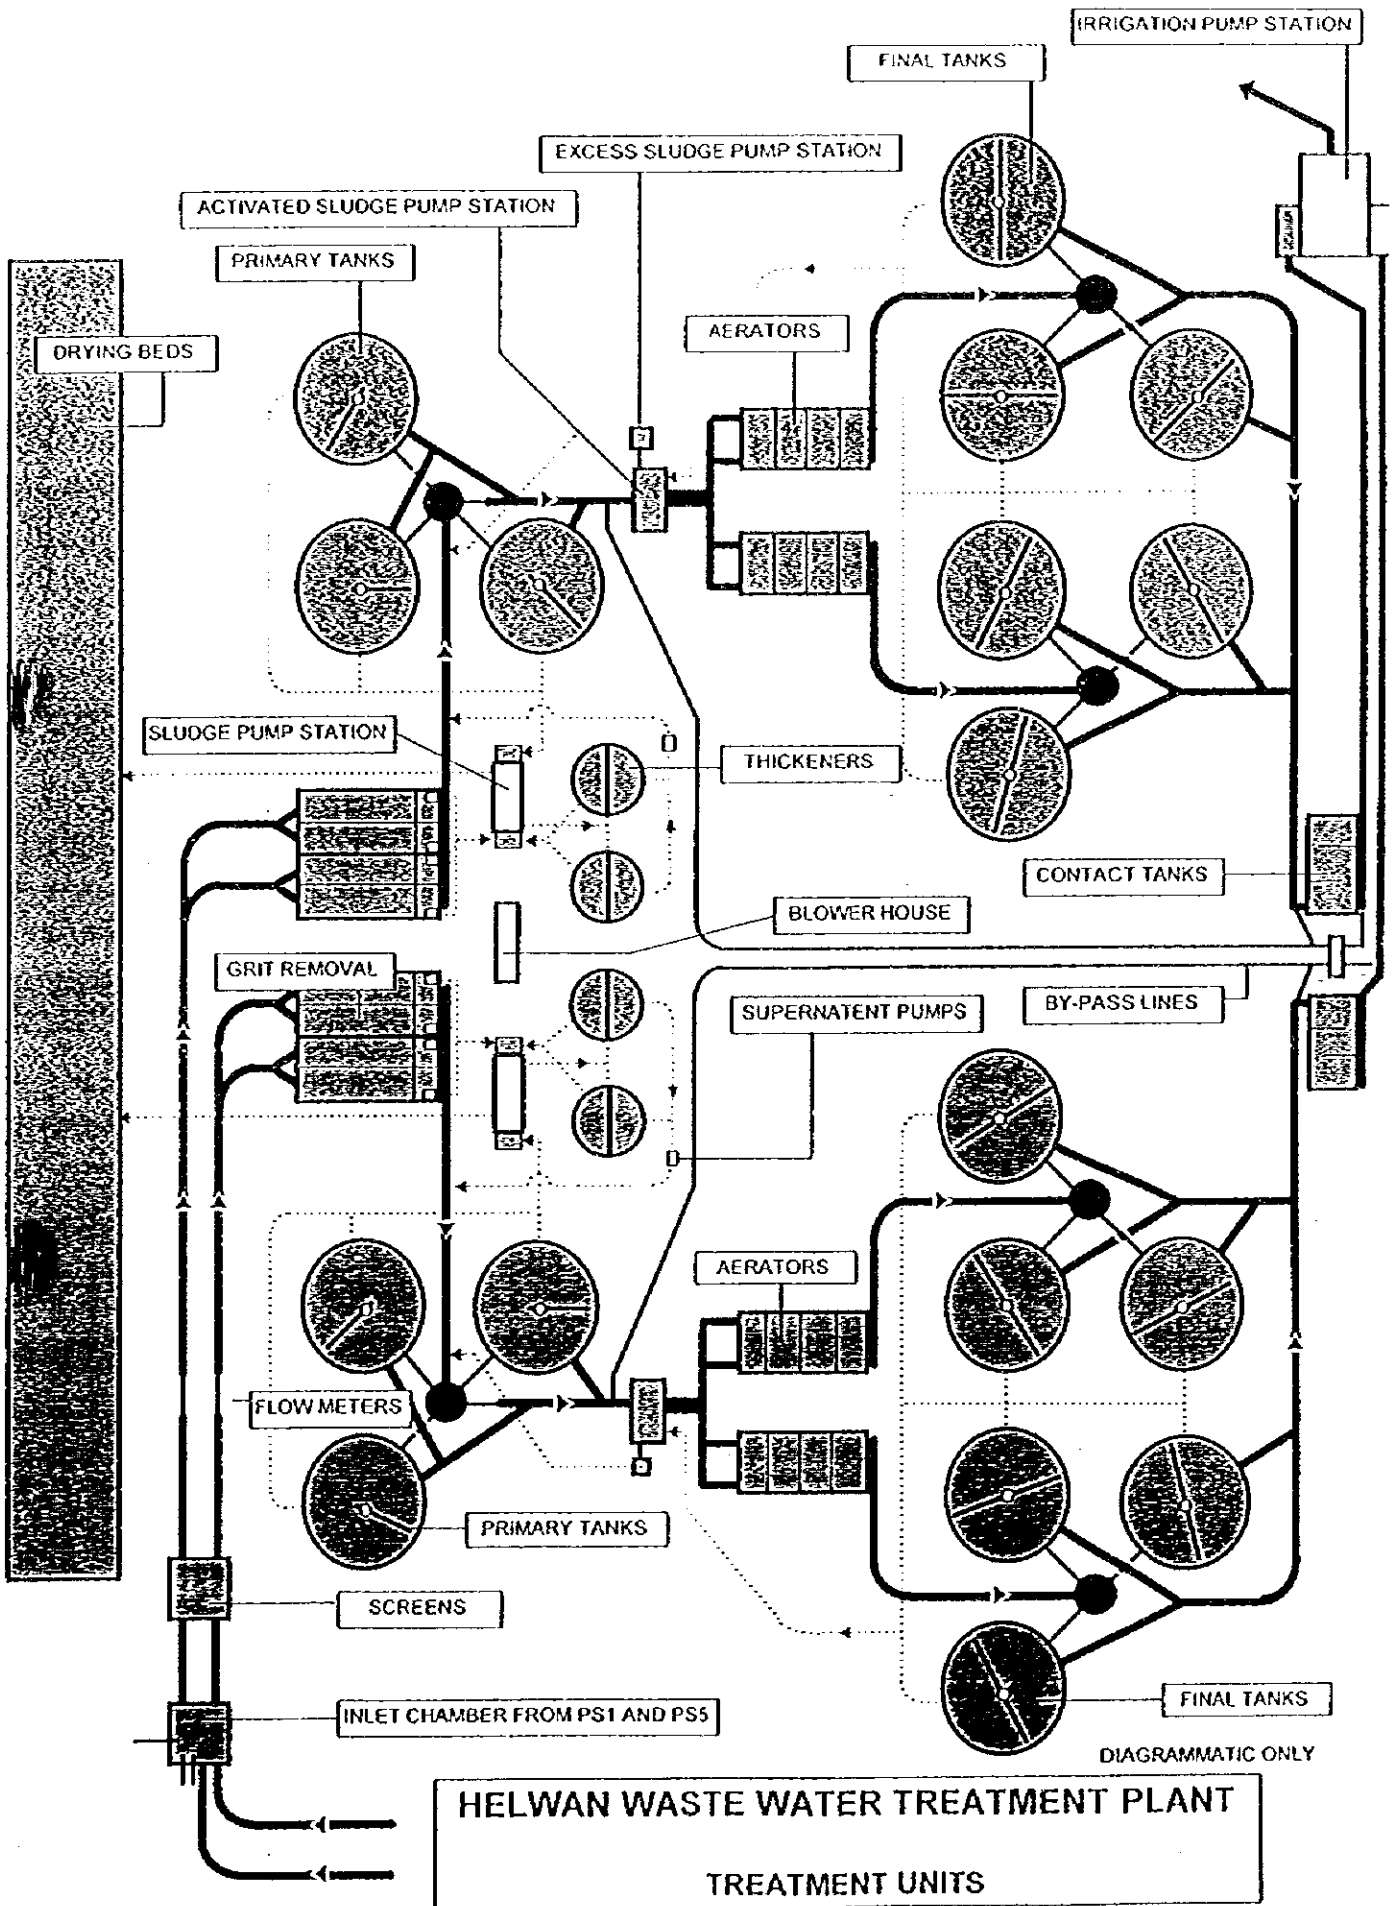 IRRIGATION PUMP STATION
FINAL TANKS
EXCESS SLUDGE PUMP STATION
ACTIVATED SLUDGE PUMP STATION
PRIMARY TANKS
AERATORS
DRYING BEDS
SLUDGE PUMP STATION
THICKENERS
CONTACT TANKS
BLOWER HOUSE
GRIT REMOVAL
SUPERNATENT PUMPS
BY-PASS LINES
AERATORS
FLOW METERS
PRIMARY TANKS
SCREENS
FINAL TANKS
INLET CHAMBER FROM PS1 AND PS5
DIAGRAMMATIC ONLY
HELWAN WASTE WATER TREATMENT PLANT
TREATMENT UNITS